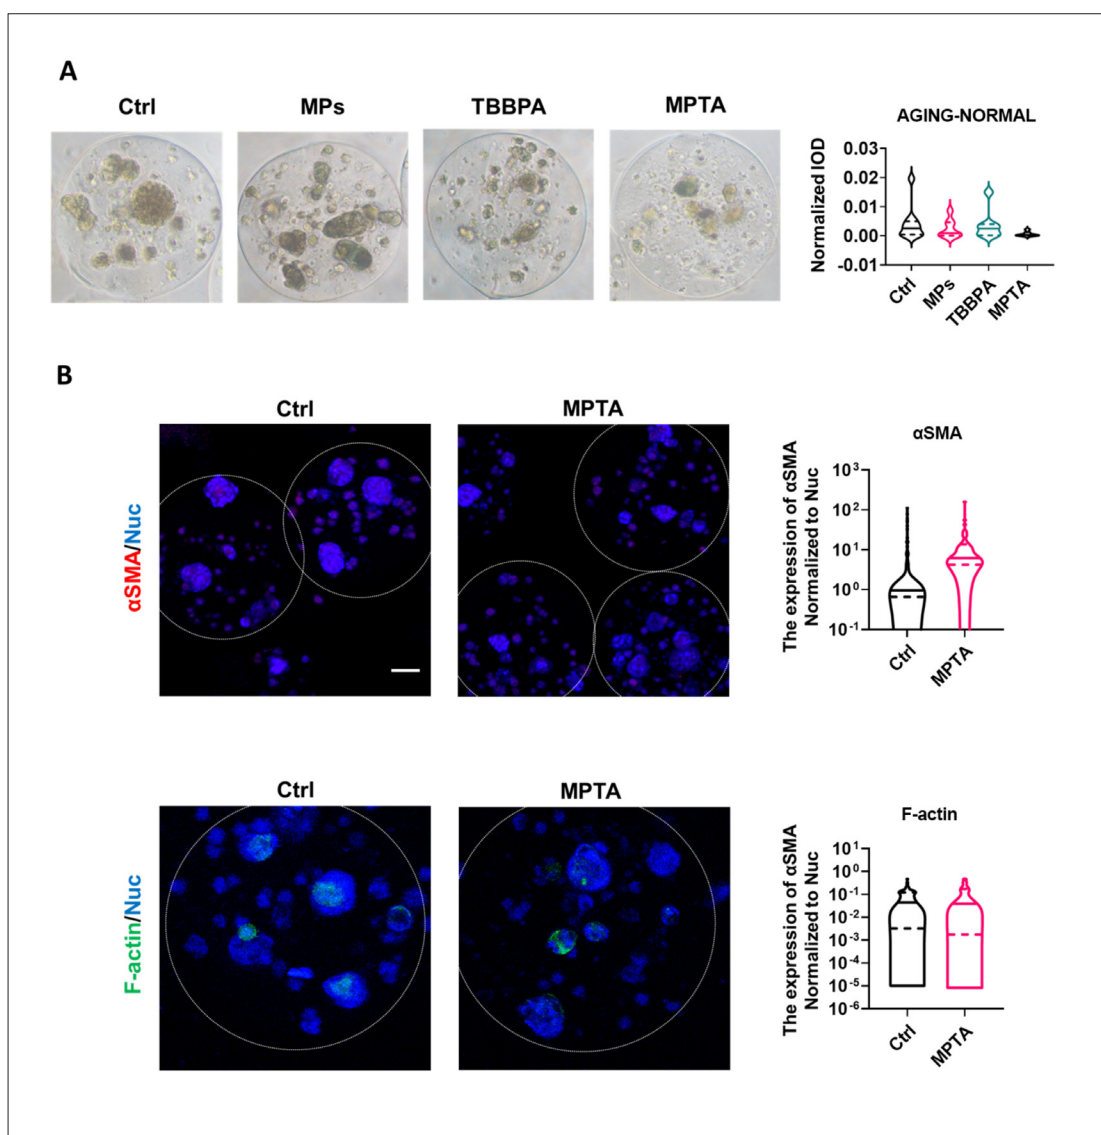 A
Ctrl
MPs
TBBPA
MPTA
AGING-NORMAL
Normalized IOD
0.03
0.02
0.01
0.00
-0.01
Ctrl
MPs
TBBPA
MPTA
B
Ctrl
MPTA
αSMA/Nuc
αSMA
The expression of αSMA
Normalized to Nuc
10³
10²
10¹
10⁰
10⁻¹
Ctrl
MPTA
Ctrl
MPTA
F-actin/Nuc
F-actin
The expression of αSMA
Normalized to Nuc
10¹
10⁰
10⁻¹
10⁻²
10⁻³
10⁻⁴
10⁻⁵
10⁻⁶
Ctrl
MPTA